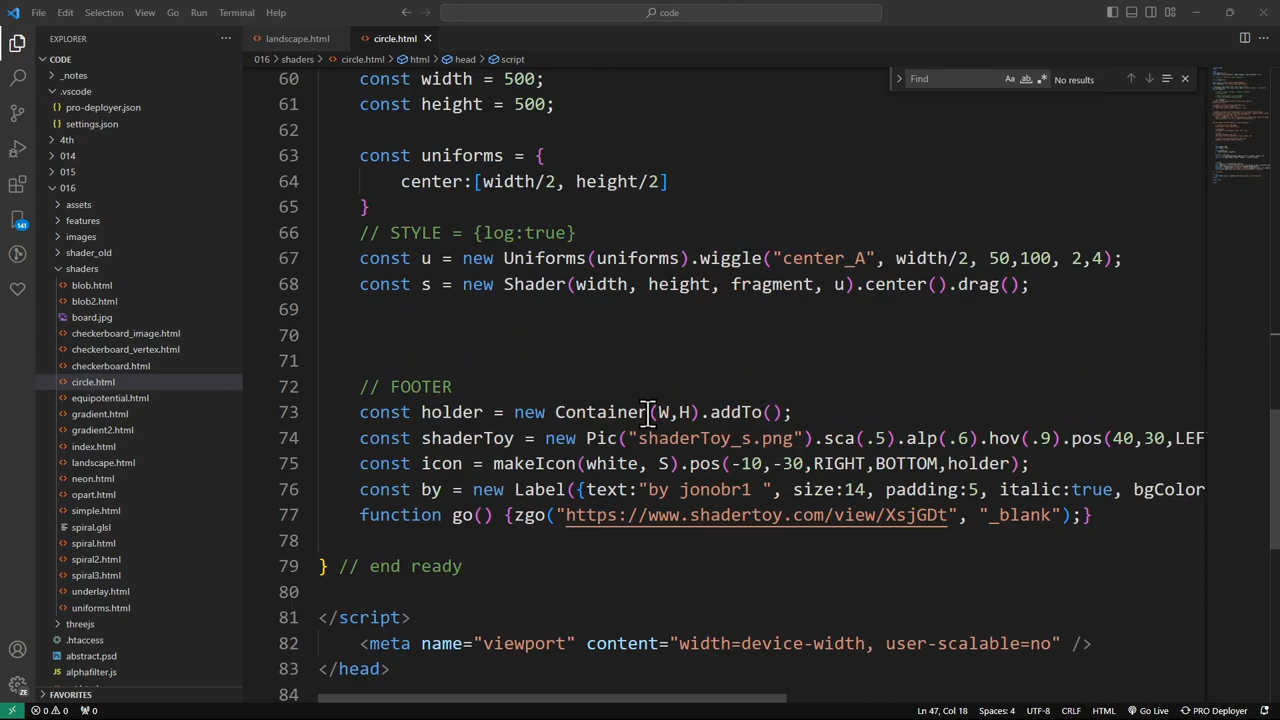 File Edit Selection View Go Run Terminal Help
code
EXPLORER
landscape.html
circle.html
016 > shaders > circle.html > html > head > script
Find
Aa
ab
No results
CODE
_notes
.vscode
pro-deployer.json
settings.json
4th
014
015
016
assets
features
images
shader_old
shaders
blob.html
blob2.html
board.jpg
checkerboard_image.html
checkerboard_vertex.html
checkerboard.html
circle.html
equipotential.html
gradient.html
gradient2.html
index.html
landscape.html
neon.html
opart.html
simple.html
spiral.glsl
spiral.html
spiral2.html
spiral3.html
underlay.html
uniforms.html
threejs
.htaccess
abstract.psd
alphafilter.js
FAVORITES
141
ZE
60 const width = 500;
61 const height = 500;
62
63 const uniforms = {
64 center:[width/2, height/2]
65 }
66 // STYLE = {log:true}
67 const u = new Uniforms(uniforms).wiggle("center_A", width/2, 50,100, 2,4);
68 const s = new Shader(width, height, fragment, u).center().drag();
69
70
71
72 // FOOTER
73 const holder = new Container(W,H).addTo();
74 const shaderToy = new Pic("shaderToy_s.png").sca(.5).alp(.6).hov(.9).pos(40,30,LEF
75 const icon = makeIcon(white, S).pos(-10,-30,RIGHT,BOTTOM,holder);
76 const by = new Label({text:"by jonobr1 ", size:14, padding:5, italic:true, bgColor
77 function go() {zgo("https://www.shadertoy.com/view/XsjGDt", "_blank");}
78
79 } // end ready
80
81 </script>
82 <meta name="viewport" content="width=device-width, user-scalable=no" />
83 </head>
84
0 0 0 Ln 47, Col 18 Spaces: 4 UTF-8 CRLF HTML Go Live PRO Deployer